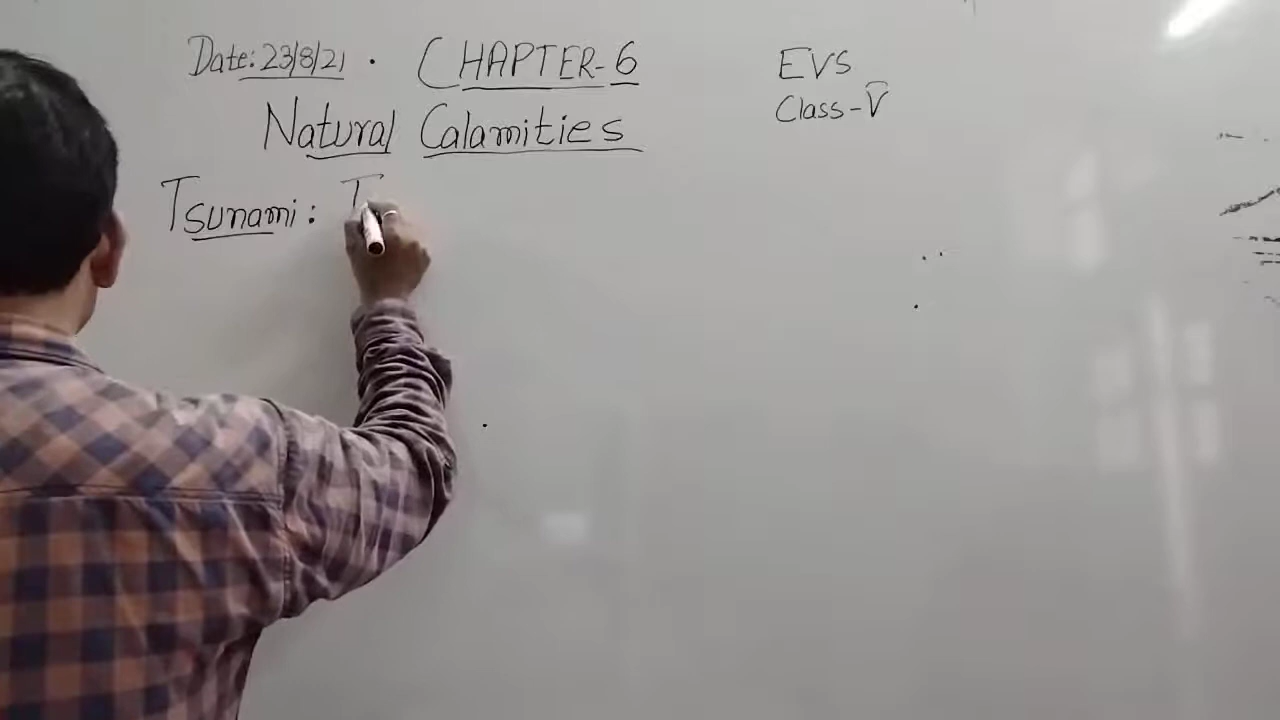 Date: 23/8/21 . CHAPTER-6
EVS
Natural Calamities
Class-V
Tsunami: T